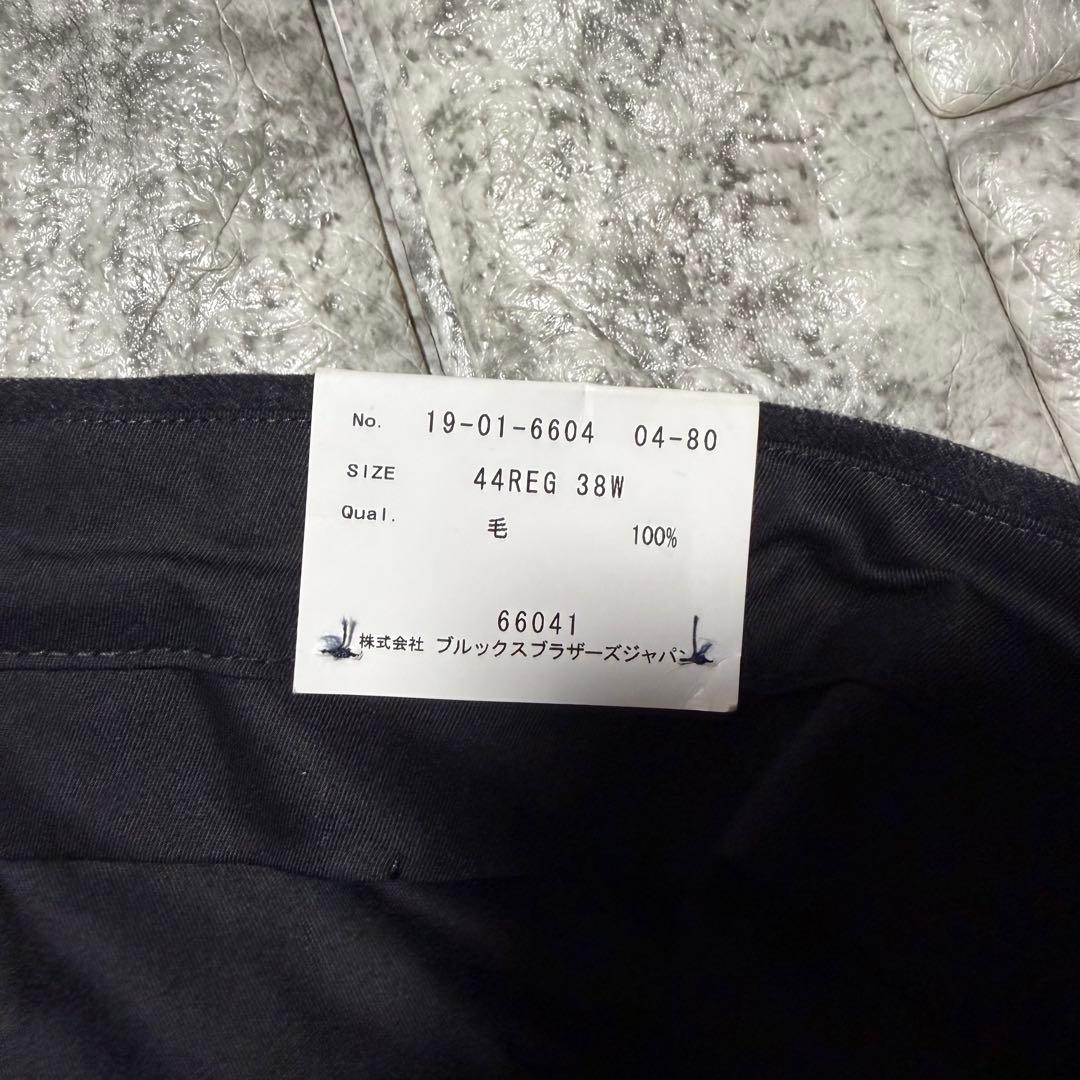 No. 19-01-6604 04-80
SIZE 44REG 38W
Qual. 毛 100%
66041
株式会社 ブルックスブラザーズジャパン